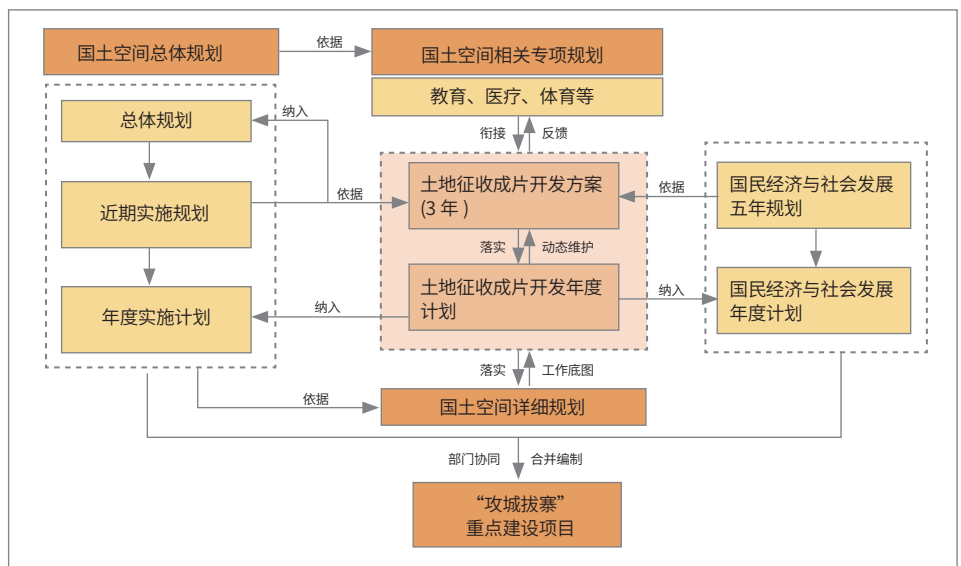 国土空间总体规划
依据
国土空间相关专项规划
教育、医疗、体育等
总体规划
纳入
衔接
反馈
近期实施规划
依据
土地征收成片开发方案
(3 年 )
依据
国民经济与社会发展
五年规划
落实
动态维护
年度实施计划
纳入
土地征收成片开发年度
计划
纳入
国民经济与社会发展
年度计划
落实
工作底图
依据
国土空间详细规划
部门协同
合并编制
“攻城拔寨”
重点建设项目